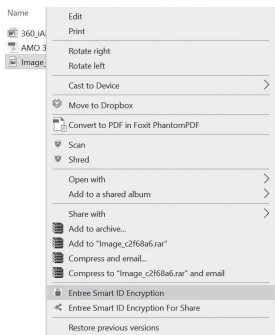 Name
360_iA
AMO 3
Image_
Edit
Print
Rotate right
Rotate left
Cast to Device
Move to Dropbox
Convert to PDF in Foxit PhantomPDF
Scan
Shred
Open with
Add to a shared album
Share with
Add to archive...
Add to "Image_c2f68a6.rar"
Compress and email...
Compress to "Image_c2f68a6.rar" and email
Entree Smart ID Encryption
Entree Smart ID Encryption For Share
Restore previous versions